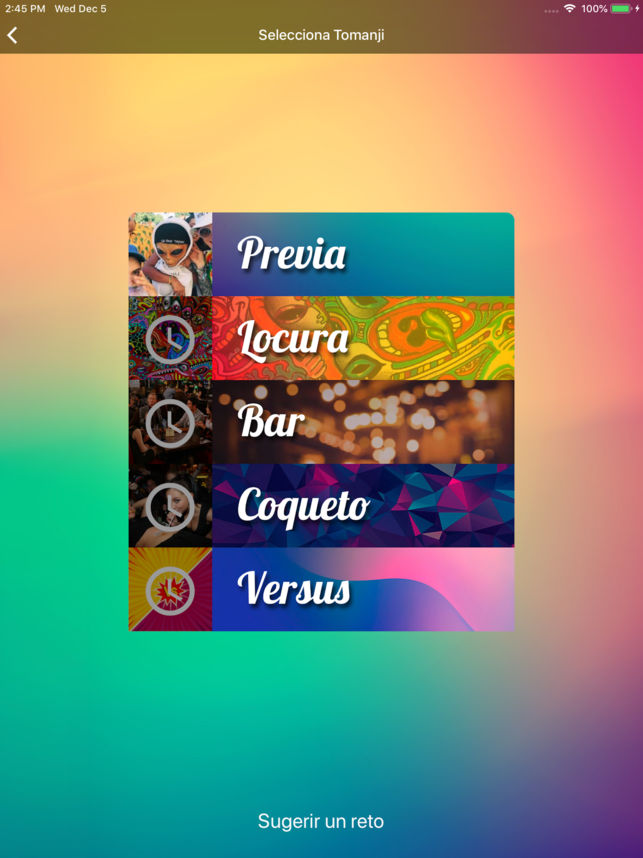 2:45 PM Wed Dec 5 100%
Selecciona Tomanji
Previa
Locura
Bar
Coqueto
Versus
Sugerir un reto